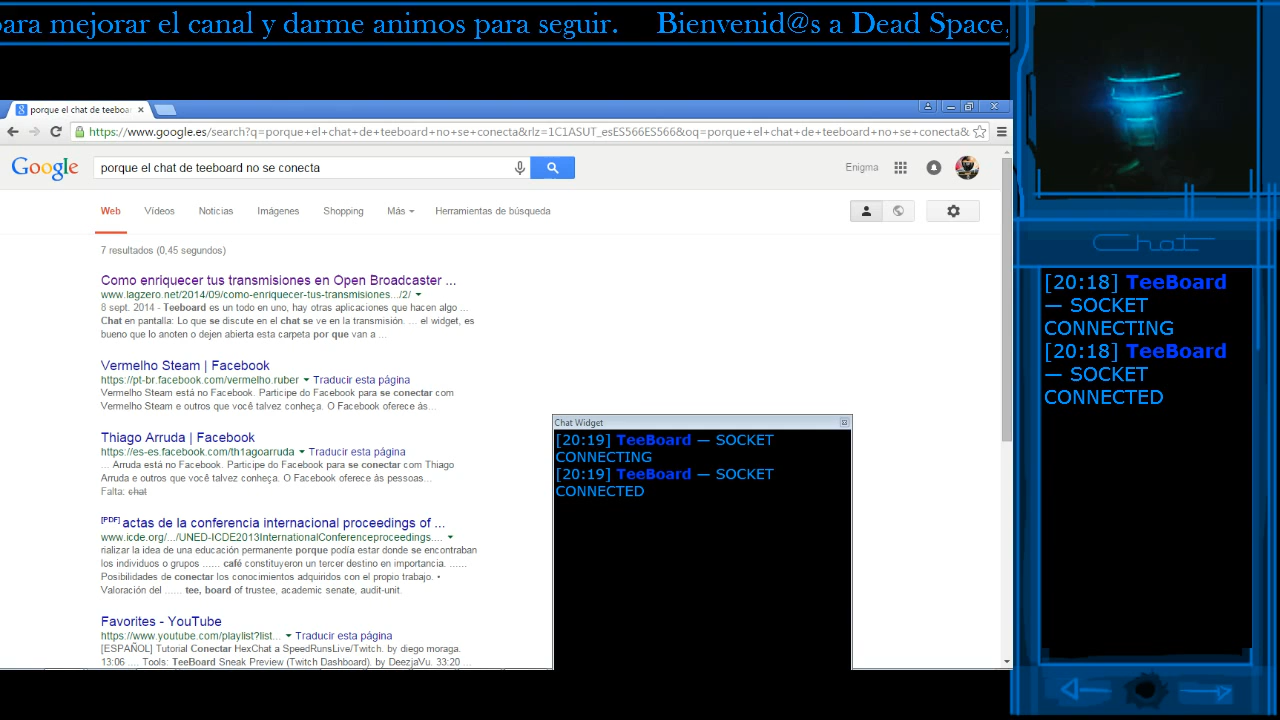 para mejorar el canal y darme animos para seguir. Bienvenid@s a Dead Space,
porque el chat de teeboar
https://www.google.es/search?q=porque+el+chat+de+teeboard+no+se+conecta&rlz=1C1ASUT_esES566ES566&oq=porque+el+chat+de+teeboard+no+se+conecta&
Google
porque el chat de teeboard no se conecta
Enigma
Web Vídeos Noticias Imágenes Shopping Más Herramientas de búsqueda
7 resultados (0,45 segundos)
Como enriquecer tus transmisiones en Open Broadcaster ...
www.lagzero.net/2014/09/como-enriquecer-tus-transmisiones.../2/
8 sept. 2014 - Teeboard es un todo en uno, hay otras aplicaciones que hacen algo ...
Chat en pantalla: Lo que se discute en el chat se ve en la transmisión. ... el widget, es
bueno que lo anoten o dejen abierta esta carpeta por que van a ...
Vermelho Steam | Facebook
https://pt-br.facebook.com/vermelho.ruber Traducir esta página
Vermelho Steam está no Facebook. Participe do Facebook para se conectar com
Vermelho Steam e outros que você talvez conheça. O Facebook oferece às...
Thiago Arruda | Facebook
https://es-es.facebook.com/th1agoarruda Traducir esta página
... Arruda está no Facebook. Participe do Facebook para se conectar com Thiago
Arruda e outros que você talvez conheça. O Facebook oferece às pessoas...
Falta: chat
[PDF] actas de la conferencia internacional proceedings of ...
www.icde.org/.../UNED-ICDE2013InternationalConferenceproceedings....
rializar la idea de una educación permanente porque podía estar donde se encontraban
los individuos o grupos ...... café constituyeron un tercer destino en importancia. ......
Posibilidades de conectar los conocimientos adquiridos con el propio trabajo. •
Valoración del ...... tee, board of trustee, academic senate, audit-unit.
Favorites - YouTube
https://www.youtube.com/playlist?list... Traducir esta página
[ESPAÑOL] Tutorial Conectar HexChat a SpeedRunsLive/Twitch. by diego moraga.
13:06 .... Tools: TeeBoard Sneak Preview (Twitch Dashboard). by DeezjaVu. 33:20 ...
Chat Widget
[20:19] TeeBoard — SOCKET
CONNECTING
[20:19] TeeBoard — SOCKET
CONNECTED
Chat
[20:18] TeeBoard
— SOCKET
CONNECTING
[20:18] TeeBoard
— SOCKET
CONNECTED